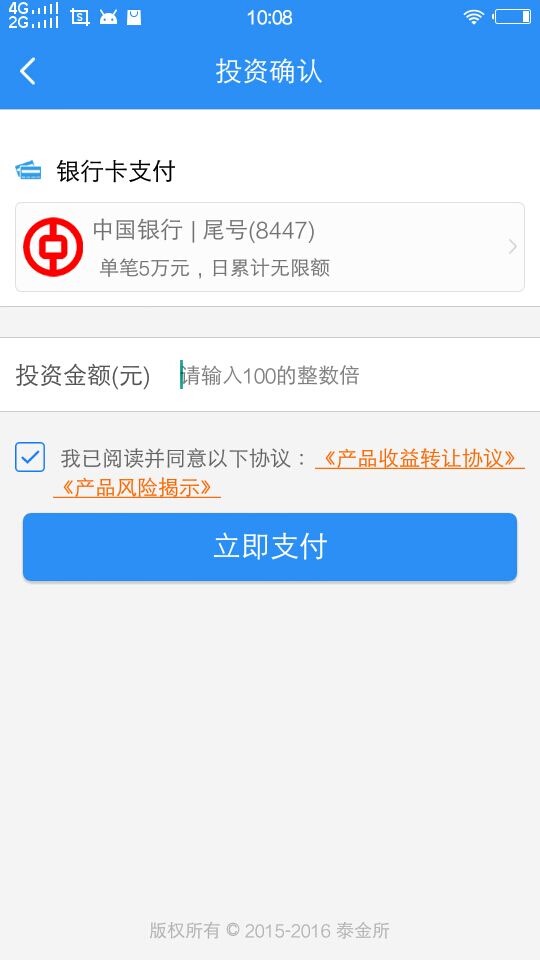 4G
2G
10:08
投资确认
银行卡支付
中国银行 | 尾号(8447)
单笔5万元，日累计无限额
投资金额(元) 请输入100的整数倍
我已阅读并同意以下协议：《产品收益转让协议》
《产品风险揭示》
立即支付
版权所有 © 2015-2016 泰金所